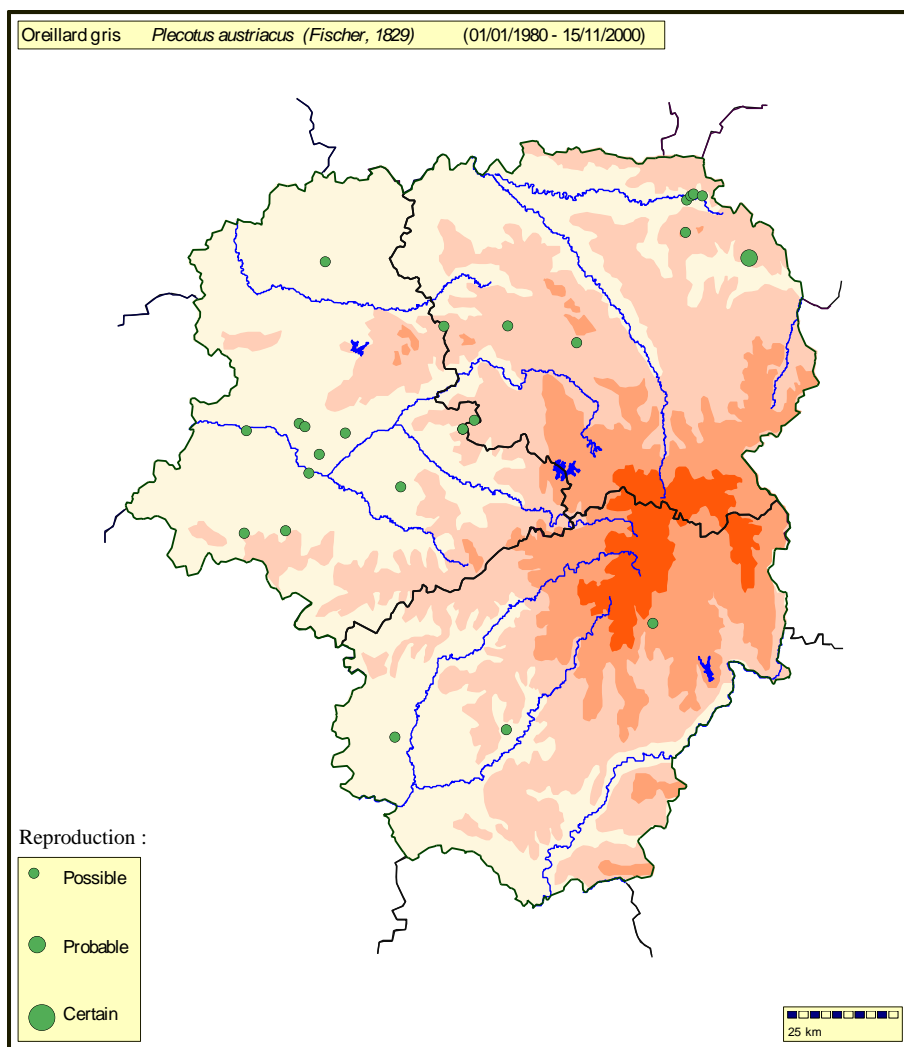 Oreillard gris Plecotus austriacus (Fischer, 1829) (01/01/1980 - 15/11/2000)
Reproduction :
Possible
Probable
Certain
25 km